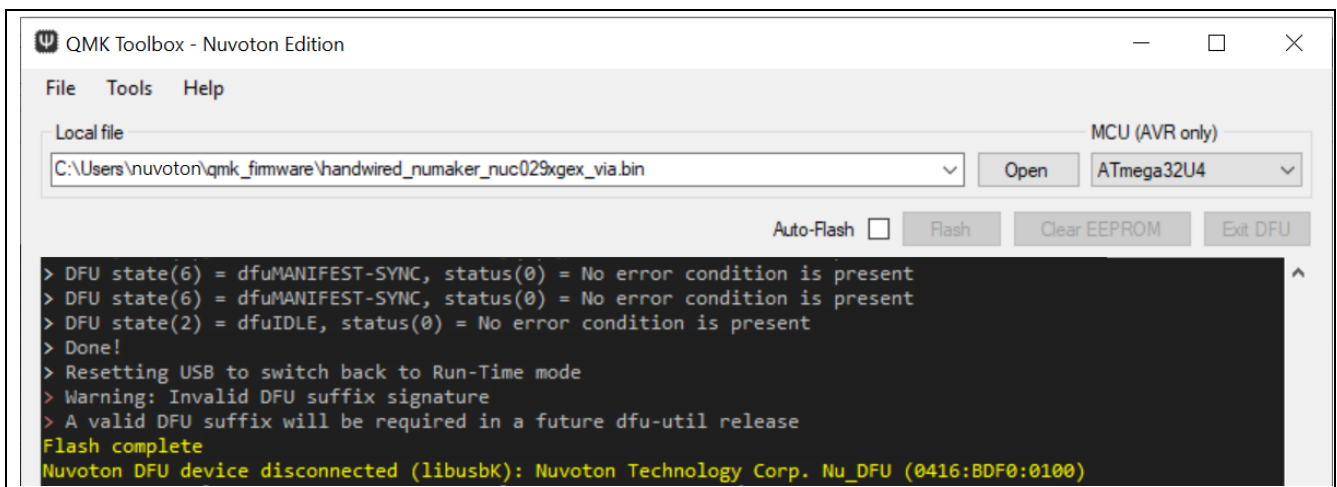 QMK Toolbox - Nuvoton Edition
File Tools Help
Local file MCU (AVR only)
C:\Users\nuvoton\qmk_firmware\handwired_numaker_nuc029xgex_via.bin Open ATmega32U4
Auto-Flash Flash Clear EEPROM Exit DFU
> DFU state(6) = dfuMANIFEST-SYNC, status(0) = No error condition is present
> DFU state(6) = dfuMANIFEST-SYNC, status(0) = No error condition is present
> DFU state(2) = dfuIDLE, status(0) = No error condition is present
> Done!
> Resetting USB to switch back to Run-Time mode
> Warning: Invalid DFU suffix signature
> A valid DFU suffix will be required in a future dfu-util release
Flash complete
Nuvoton DFU device disconnected (libusbK): Nuvoton Technology Corp. Nu_DFU (0416:BDF0:0100)